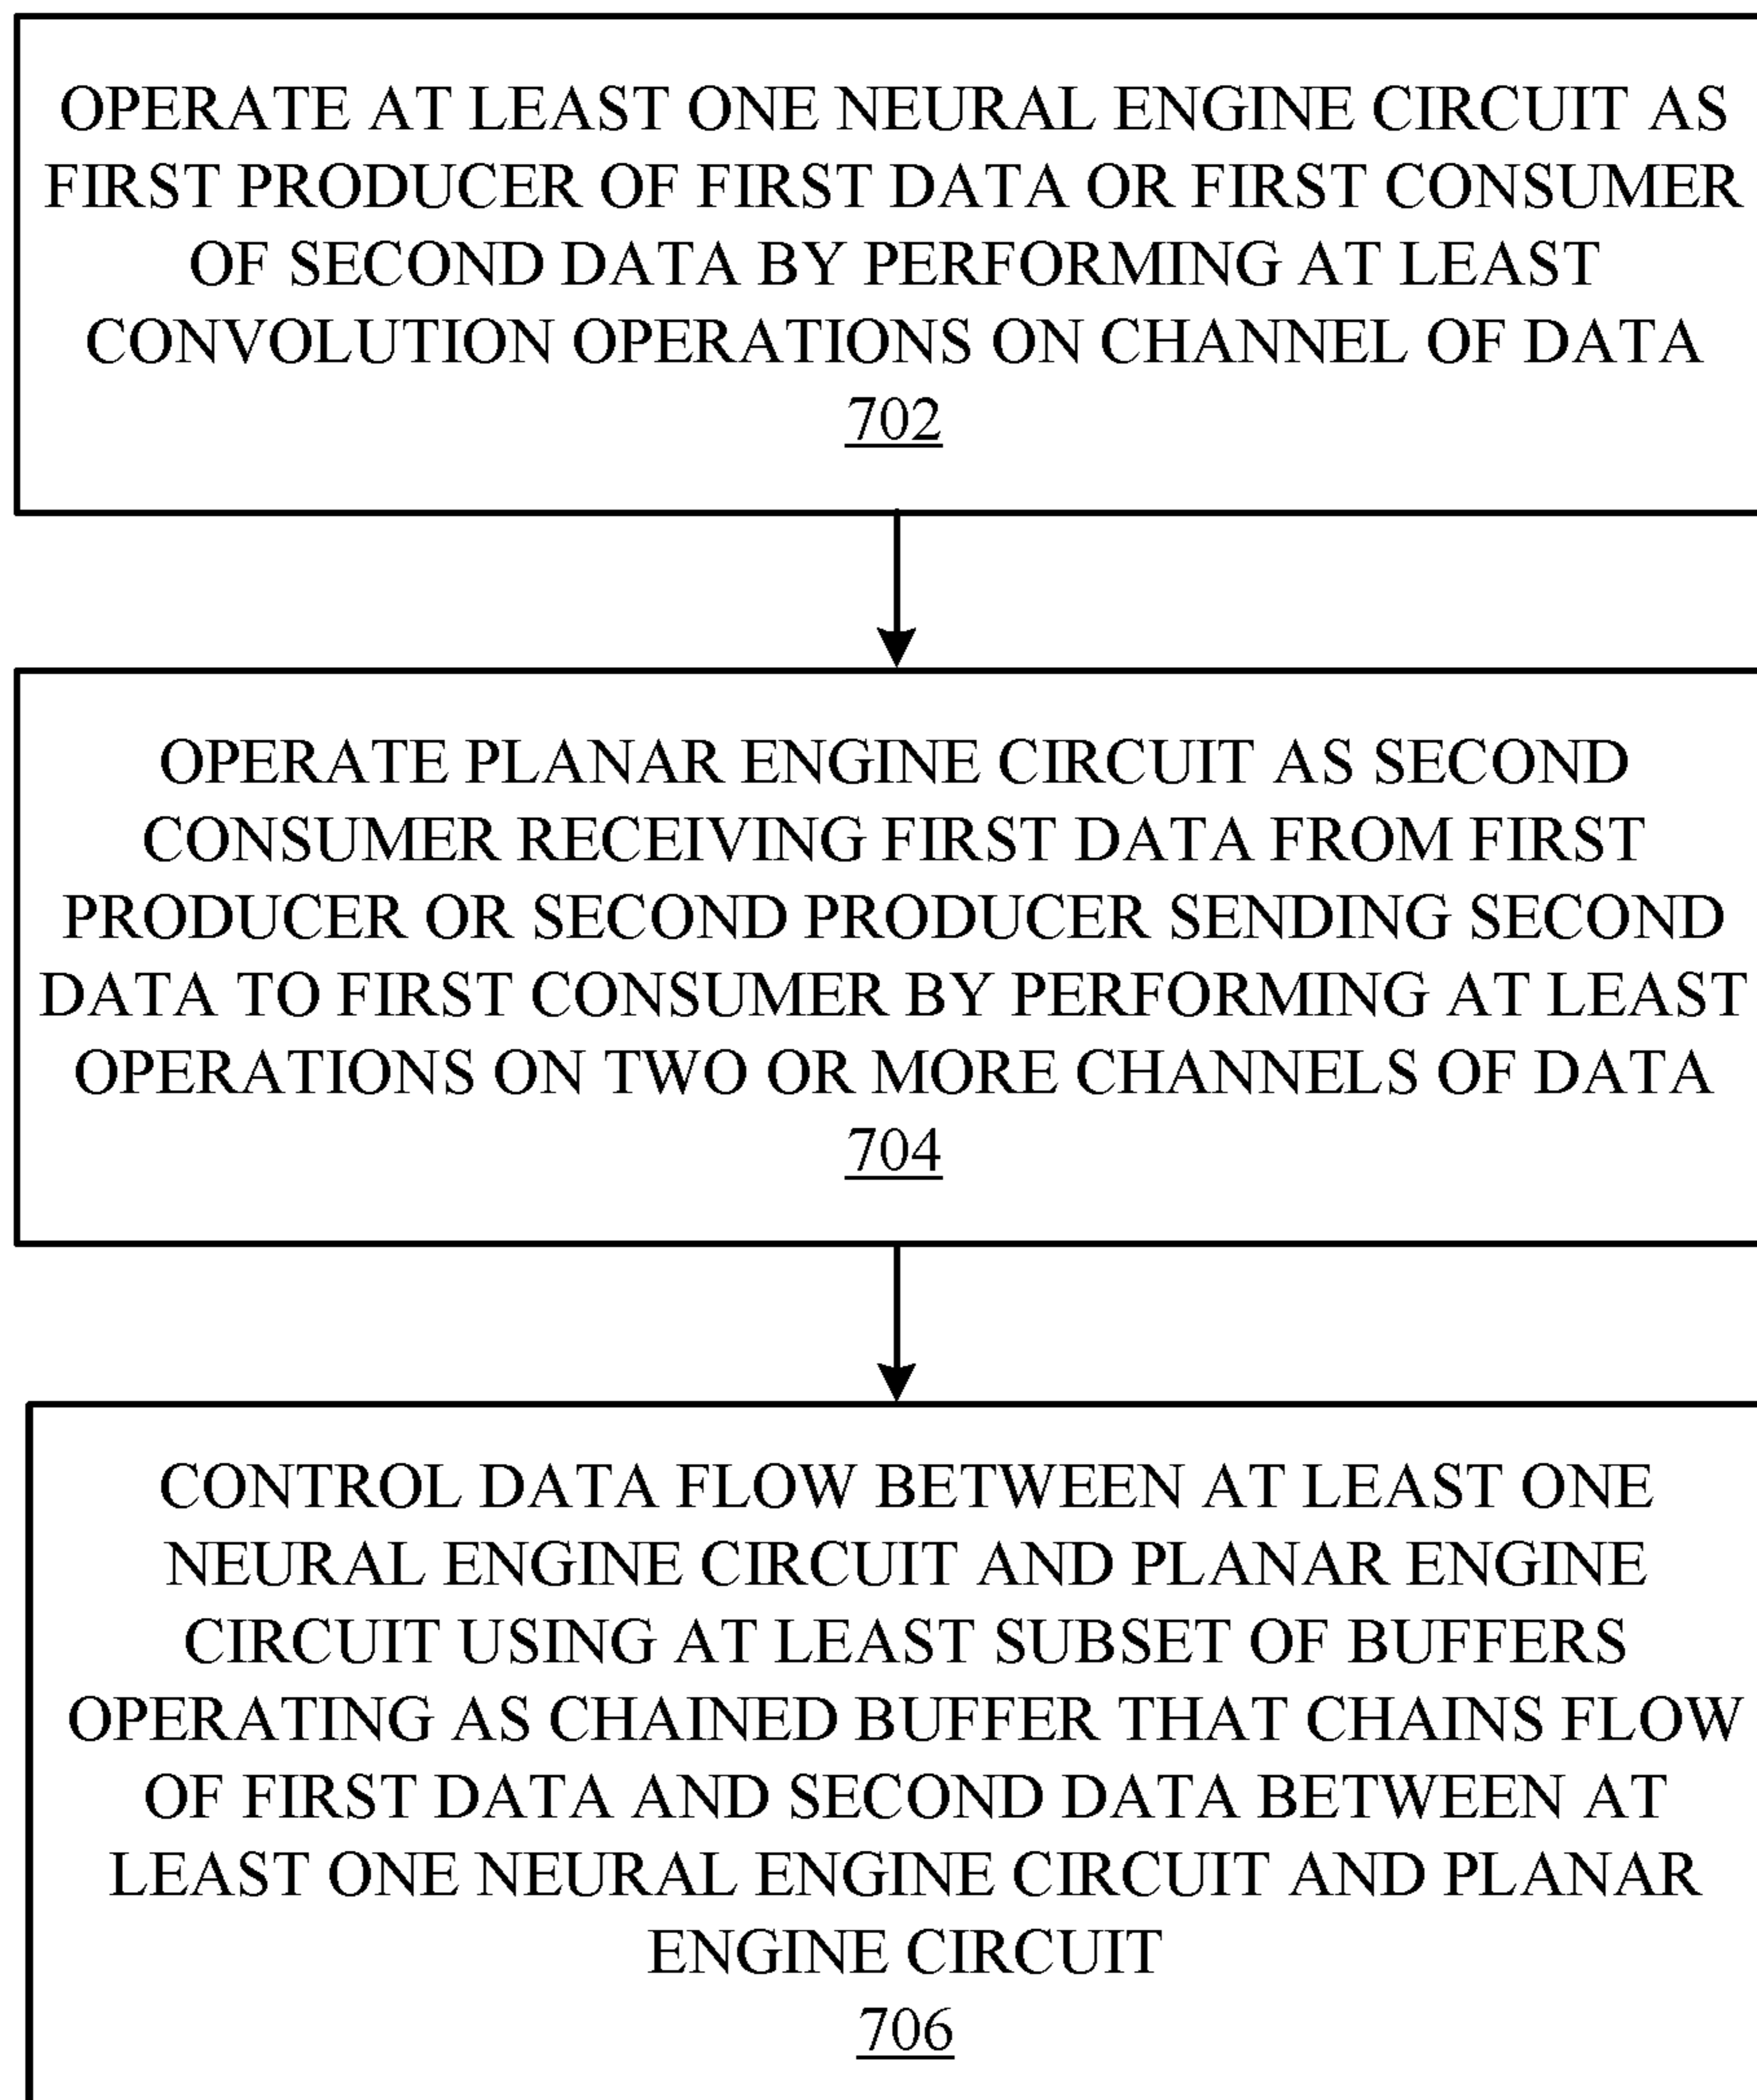 OPERATE AT LEAST ONE NEURAL ENGINE CIRCUIT AS
FIRST PRODUCER OF FIRST DATA OR FIRST CONSUMER
OF SECOND DATA BY PERFORMING AT LEAST
CONVOLUTION OPERATIONS ON CHANNEL OF DATA
702
OPERATE PLANAR ENGINE CIRCUIT AS SECOND
CONSUMER RECEIVING FIRST DATA FROM FIRST
PRODUCER OR SECOND PRODUCER SENDING SECOND
DATA TO FIRST CONSUMER BY PERFORMING AT LEAST
OPERATIONS ON TWO OR MORE CHANNELS OF DATA
704
CONTROL DATA FLOW BETWEEN AT LEAST ONE
NEURAL ENGINE CIRCUIT AND PLANAR ENGINE
CIRCUIT USING AT LEAST SUBSET OF BUFFERS
OPERATING AS CHAINED BUFFER THAT CHAINS FLOW
OF FIRST DATA AND SECOND DATA BETWEEN AT
LEAST ONE NEURAL ENGINE CIRCUIT AND PLANAR
ENGINE CIRCUIT
706